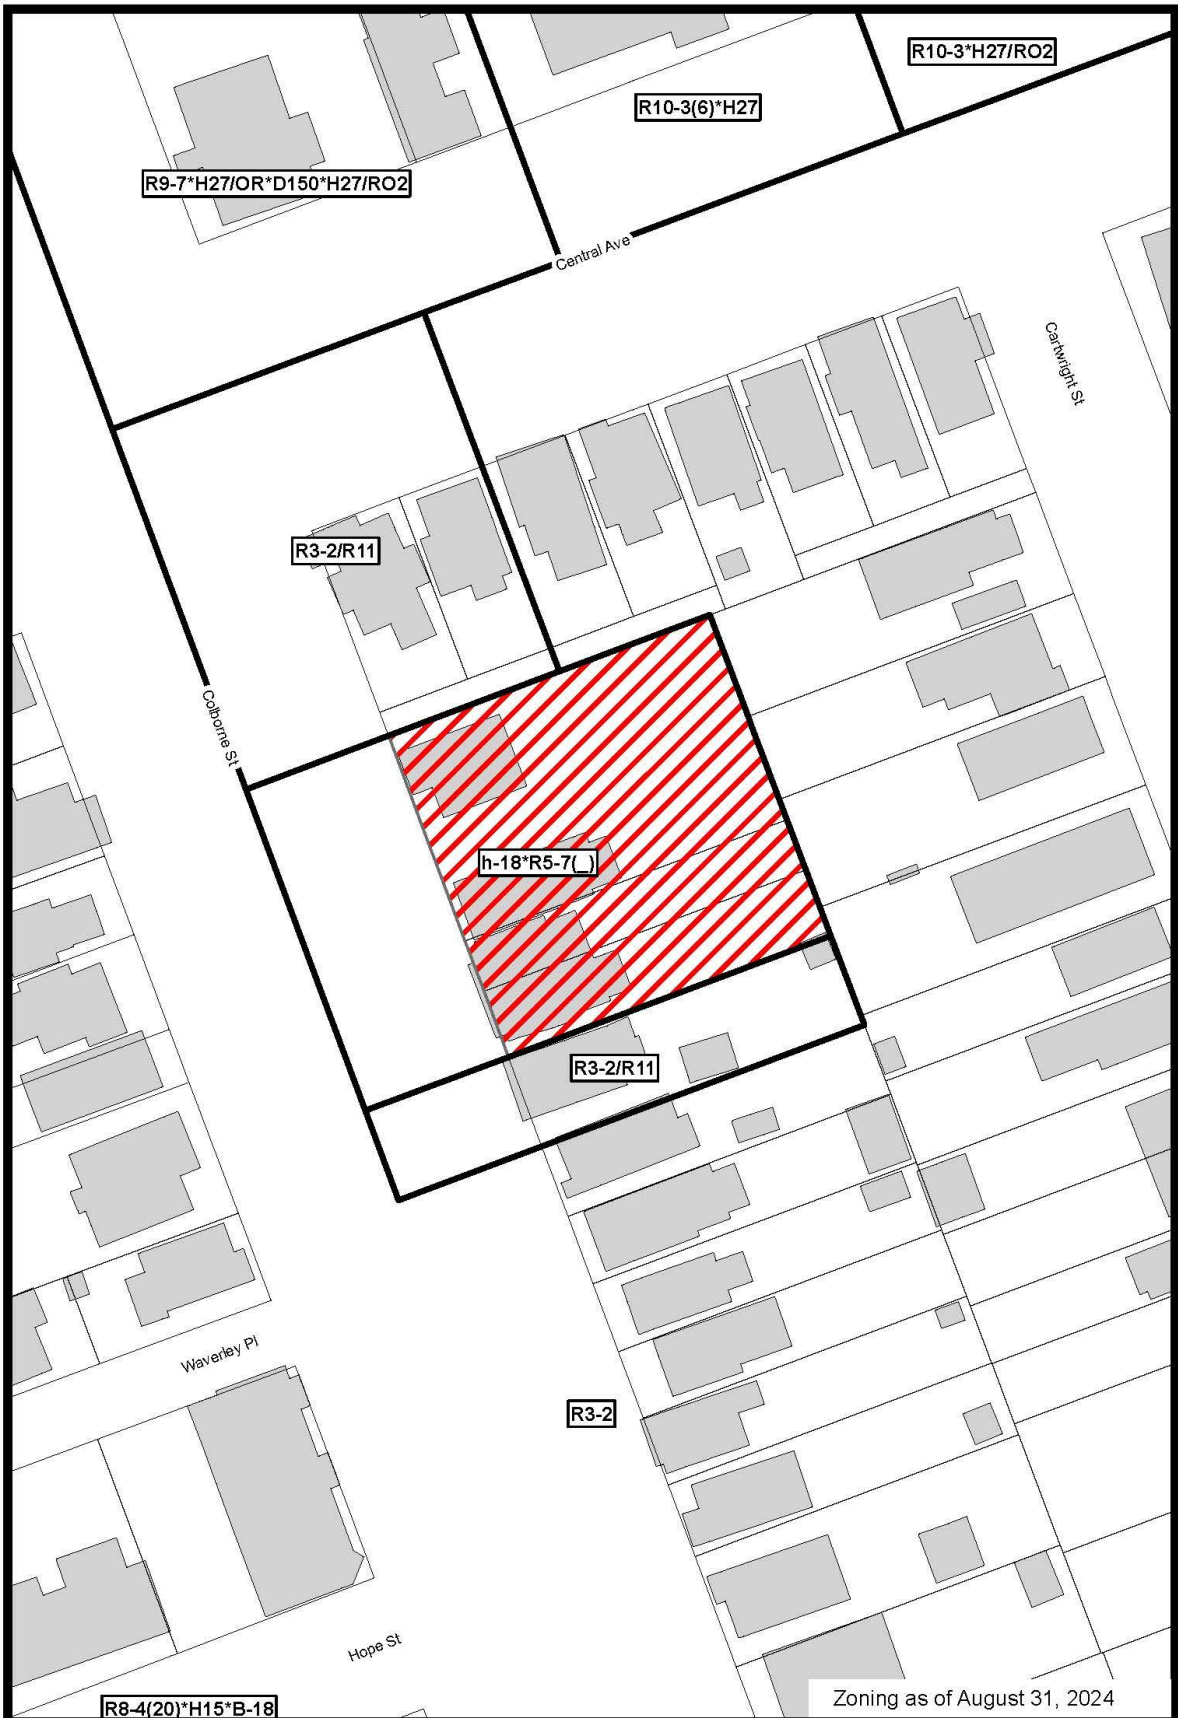 R10-3*H27/RO2
R10-3(6)*H27
R9-7*H27/OR*D150*H27/RO2
Central Ave
Cartwright St
R3-2/R11
Colborne St
h-18*R5-7(_)
R3-2/R11
Waverley Pl
R3-2
Hope St
R8-4(20)*H15*B-18
Zoning as of August 31, 2024